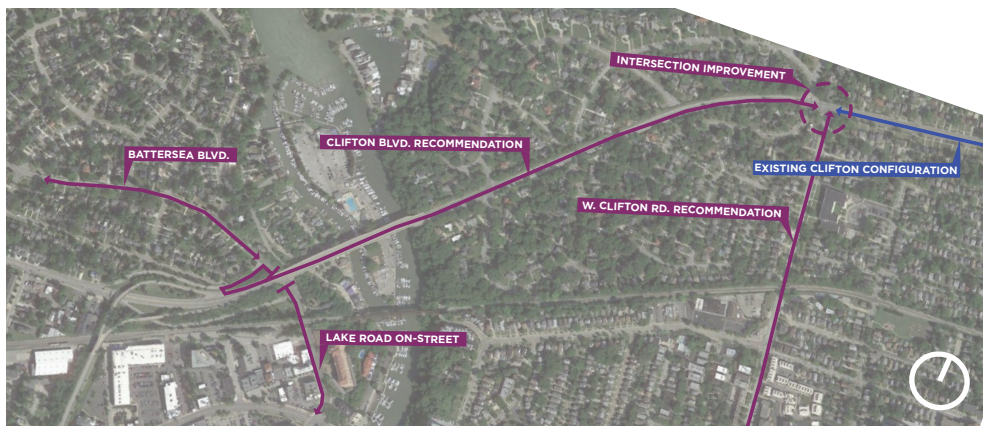 INTERSECTION IMPROVEMENT
CLIFTON BLVD. RECOMMENDATION
BATTERSEA BLVD.
EXISTING CLIFTON CONFIGURATION
W. CLIFTON RD. RECOMMENDATION
LAKE ROAD ON-STREET